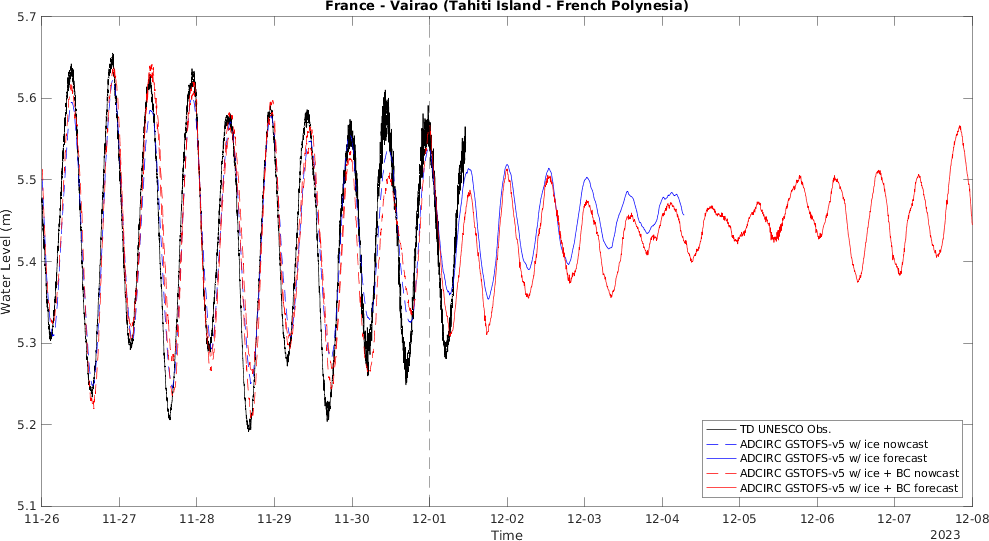 France - Vairao (Tahiti Island - French Polynesia)
5.7
5.6
5.5
5.4
5.3
5.2
5.1
Water Level (m)
TD UNESCO Obs.
ADCIRC GSTOFS-v5 w/ ice nowcast
ADCIRC GSTOFS-v5 w/ ice forecast
ADCIRC GSTOFS-v5 w/ ice + BC nowcast
ADCIRC GSTOFS-v5 w/ ice + BC forecast
11-26 11-27 11-28 11-29 11-30 12-01 12-02 12-03 12-04 12-05 12-06 12-07 12-08
Time
2023